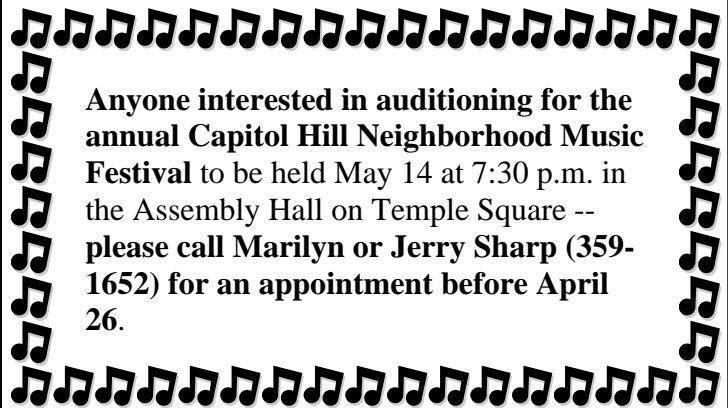 Anyone interested in auditioning for the
annual Capitol Hill Neighborhood Music
Festival to be held May 14 at 7:30 p.m. in
the Assembly Hall on Temple Square --
please call Marilyn or Jerry Sharp (359-
1652) for an appointment before April
26.